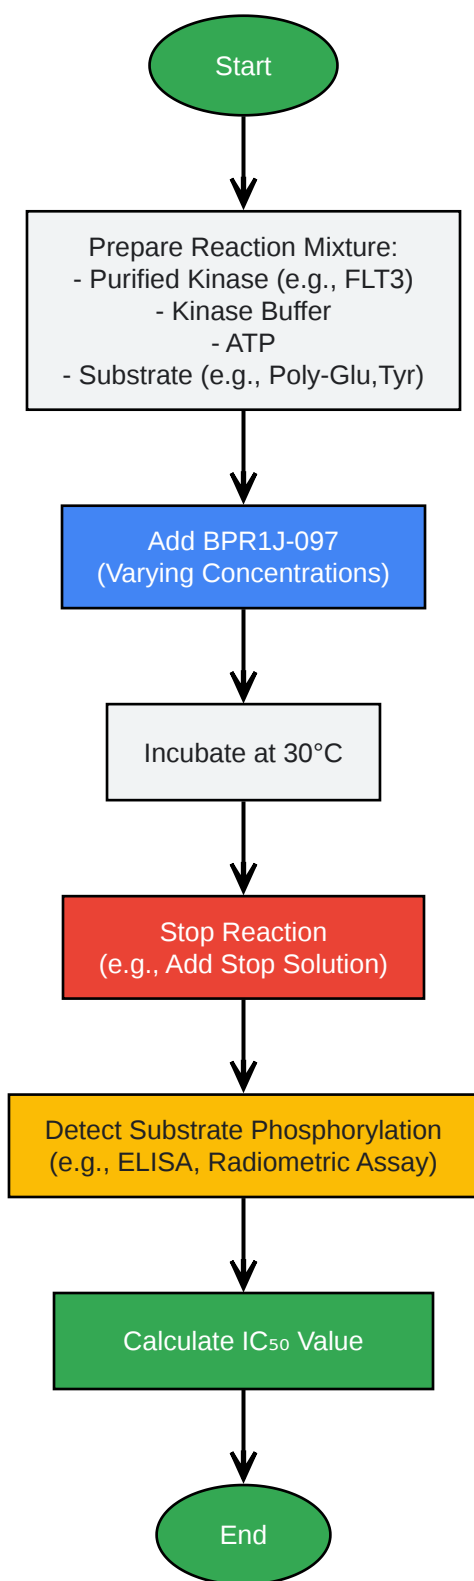 Start
Prepare Reaction Mixture:
- Purified Kinase (e.g., FLT3)
- Kinase Buffer
- ATP
- Substrate (e.g., Poly-Glu,Tyr)
Add BPR1J-097
(Varying Concentrations)
Incubate at 30°C
Stop Reaction
(e.g., Add Stop Solution)
Detect Substrate Phosphorylation
(e.g., ELISA, Radiometric Assay)
Calculate IC₅₀ Value
End